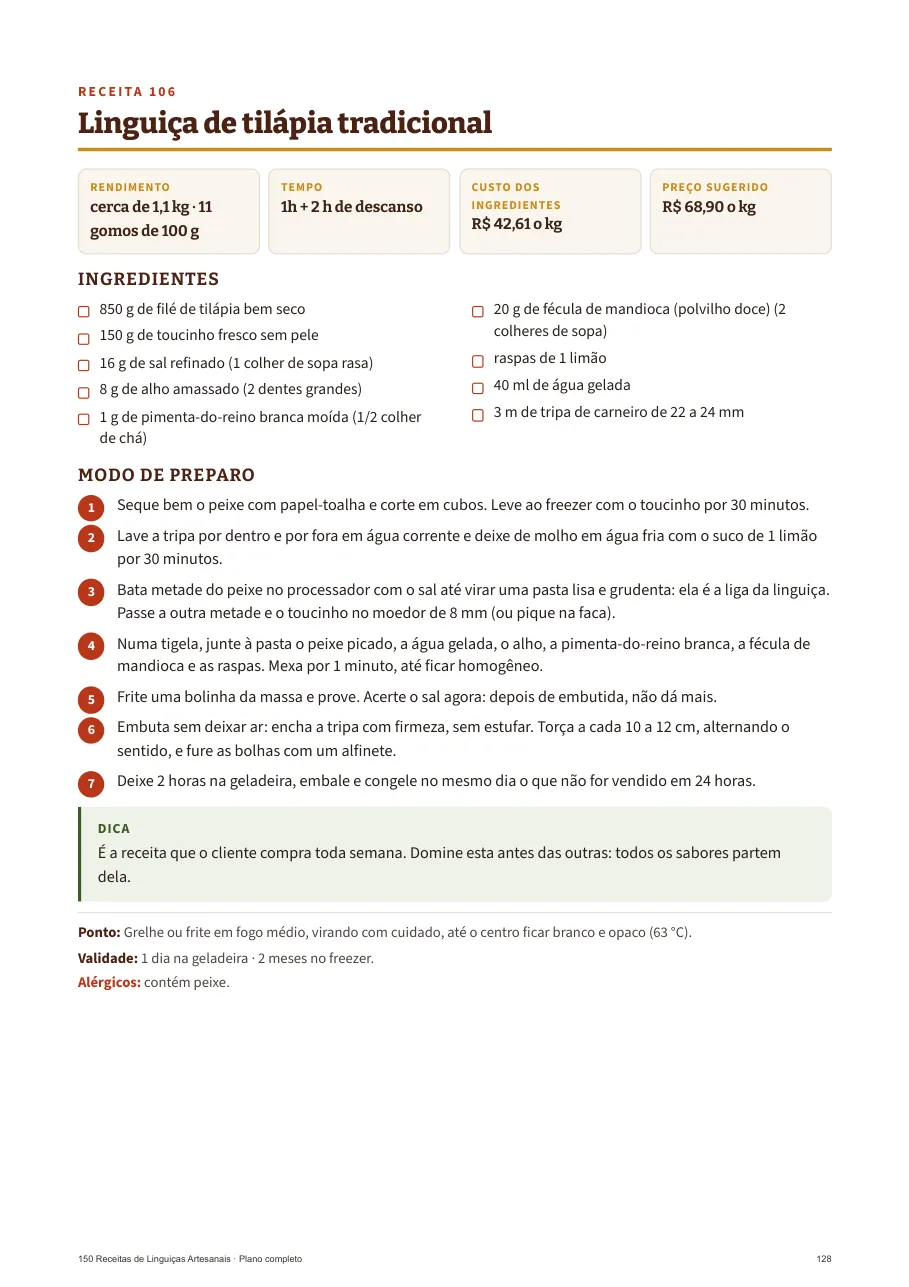 RECEITA 106
Linguiça de tilápia tradicional
RENDIMENTO
cerca de 1,1 kg · 11
gomos de 100 g
TEMPO
1h + 2 h de descanso
CUSTO DOS
INGREDIENTES
R$ 42,61 o kg
PREÇO SUGERIDO
R$ 68,90 o kg
INGREDIENTES
850 g de filé de tilápia bem seco
150 g de toucinho fresco sem pele
16 g de sal refinado (1 colher de sopa rasa)
8 g de alho amassado (2 dentes grandes)
1 g de pimenta-do-reino branca moída (1/2 colher
de chá)
20 g de fécula de mandioca (polvilho doce) (2
colheres de sopa)
raspas de 1 limão
40 ml de água gelada
3 m de tripa de carneiro de 22 a 24 mm
MODO DE PREPARO
1 Seque bem o peixe com papel-toalha e corte em cubos. Leve ao freezer com o toucinho por 30 minutos.
2 Lave a tripa por dentro e por fora em água corrente e deixe de molho em água fria com o suco de 1 limão
por 30 minutos.
3 Bata metade do peixe no processador com o sal até virar uma pasta lisa e grudenta: ela é a liga da linguiça.
Passe a outra metade e o toucinho no moedor de 8 mm (ou pique na faca).
4 Numa tigela, junte à pasta o peixe picado, a água gelada, o alho, a pimenta-do-reino branca, a fécula de
mandioca e as raspas. Mexa por 1 minuto, até ficar homogêneo.
5 Frite uma bolinha da massa e prove. Acerte o sal agora: depois de embutida, não dá mais.
6 Embuta sem deixar ar: encha a tripa com firmeza, sem estufar. Torça a cada 10 a 12 cm, alternando o
sentido, e fure as bolhas com um alfinete.
7 Deixe 2 horas na geladeira, embale e congele no mesmo dia o que não for vendido em 24 horas.
DICA
É a receita que o cliente compra toda semana. Domine esta antes das outras: todos os sabores partem
dela.
Ponto: Grelhe ou frite em fogo médio, virando com cuidado, até o centro ficar branco e opaco (63 °C).
Validade: 1 dia na geladeira · 2 meses no freezer.
Alérgicos: contém peixe.
150 Receitas de Linguiças Artesanais · Plano completo
128